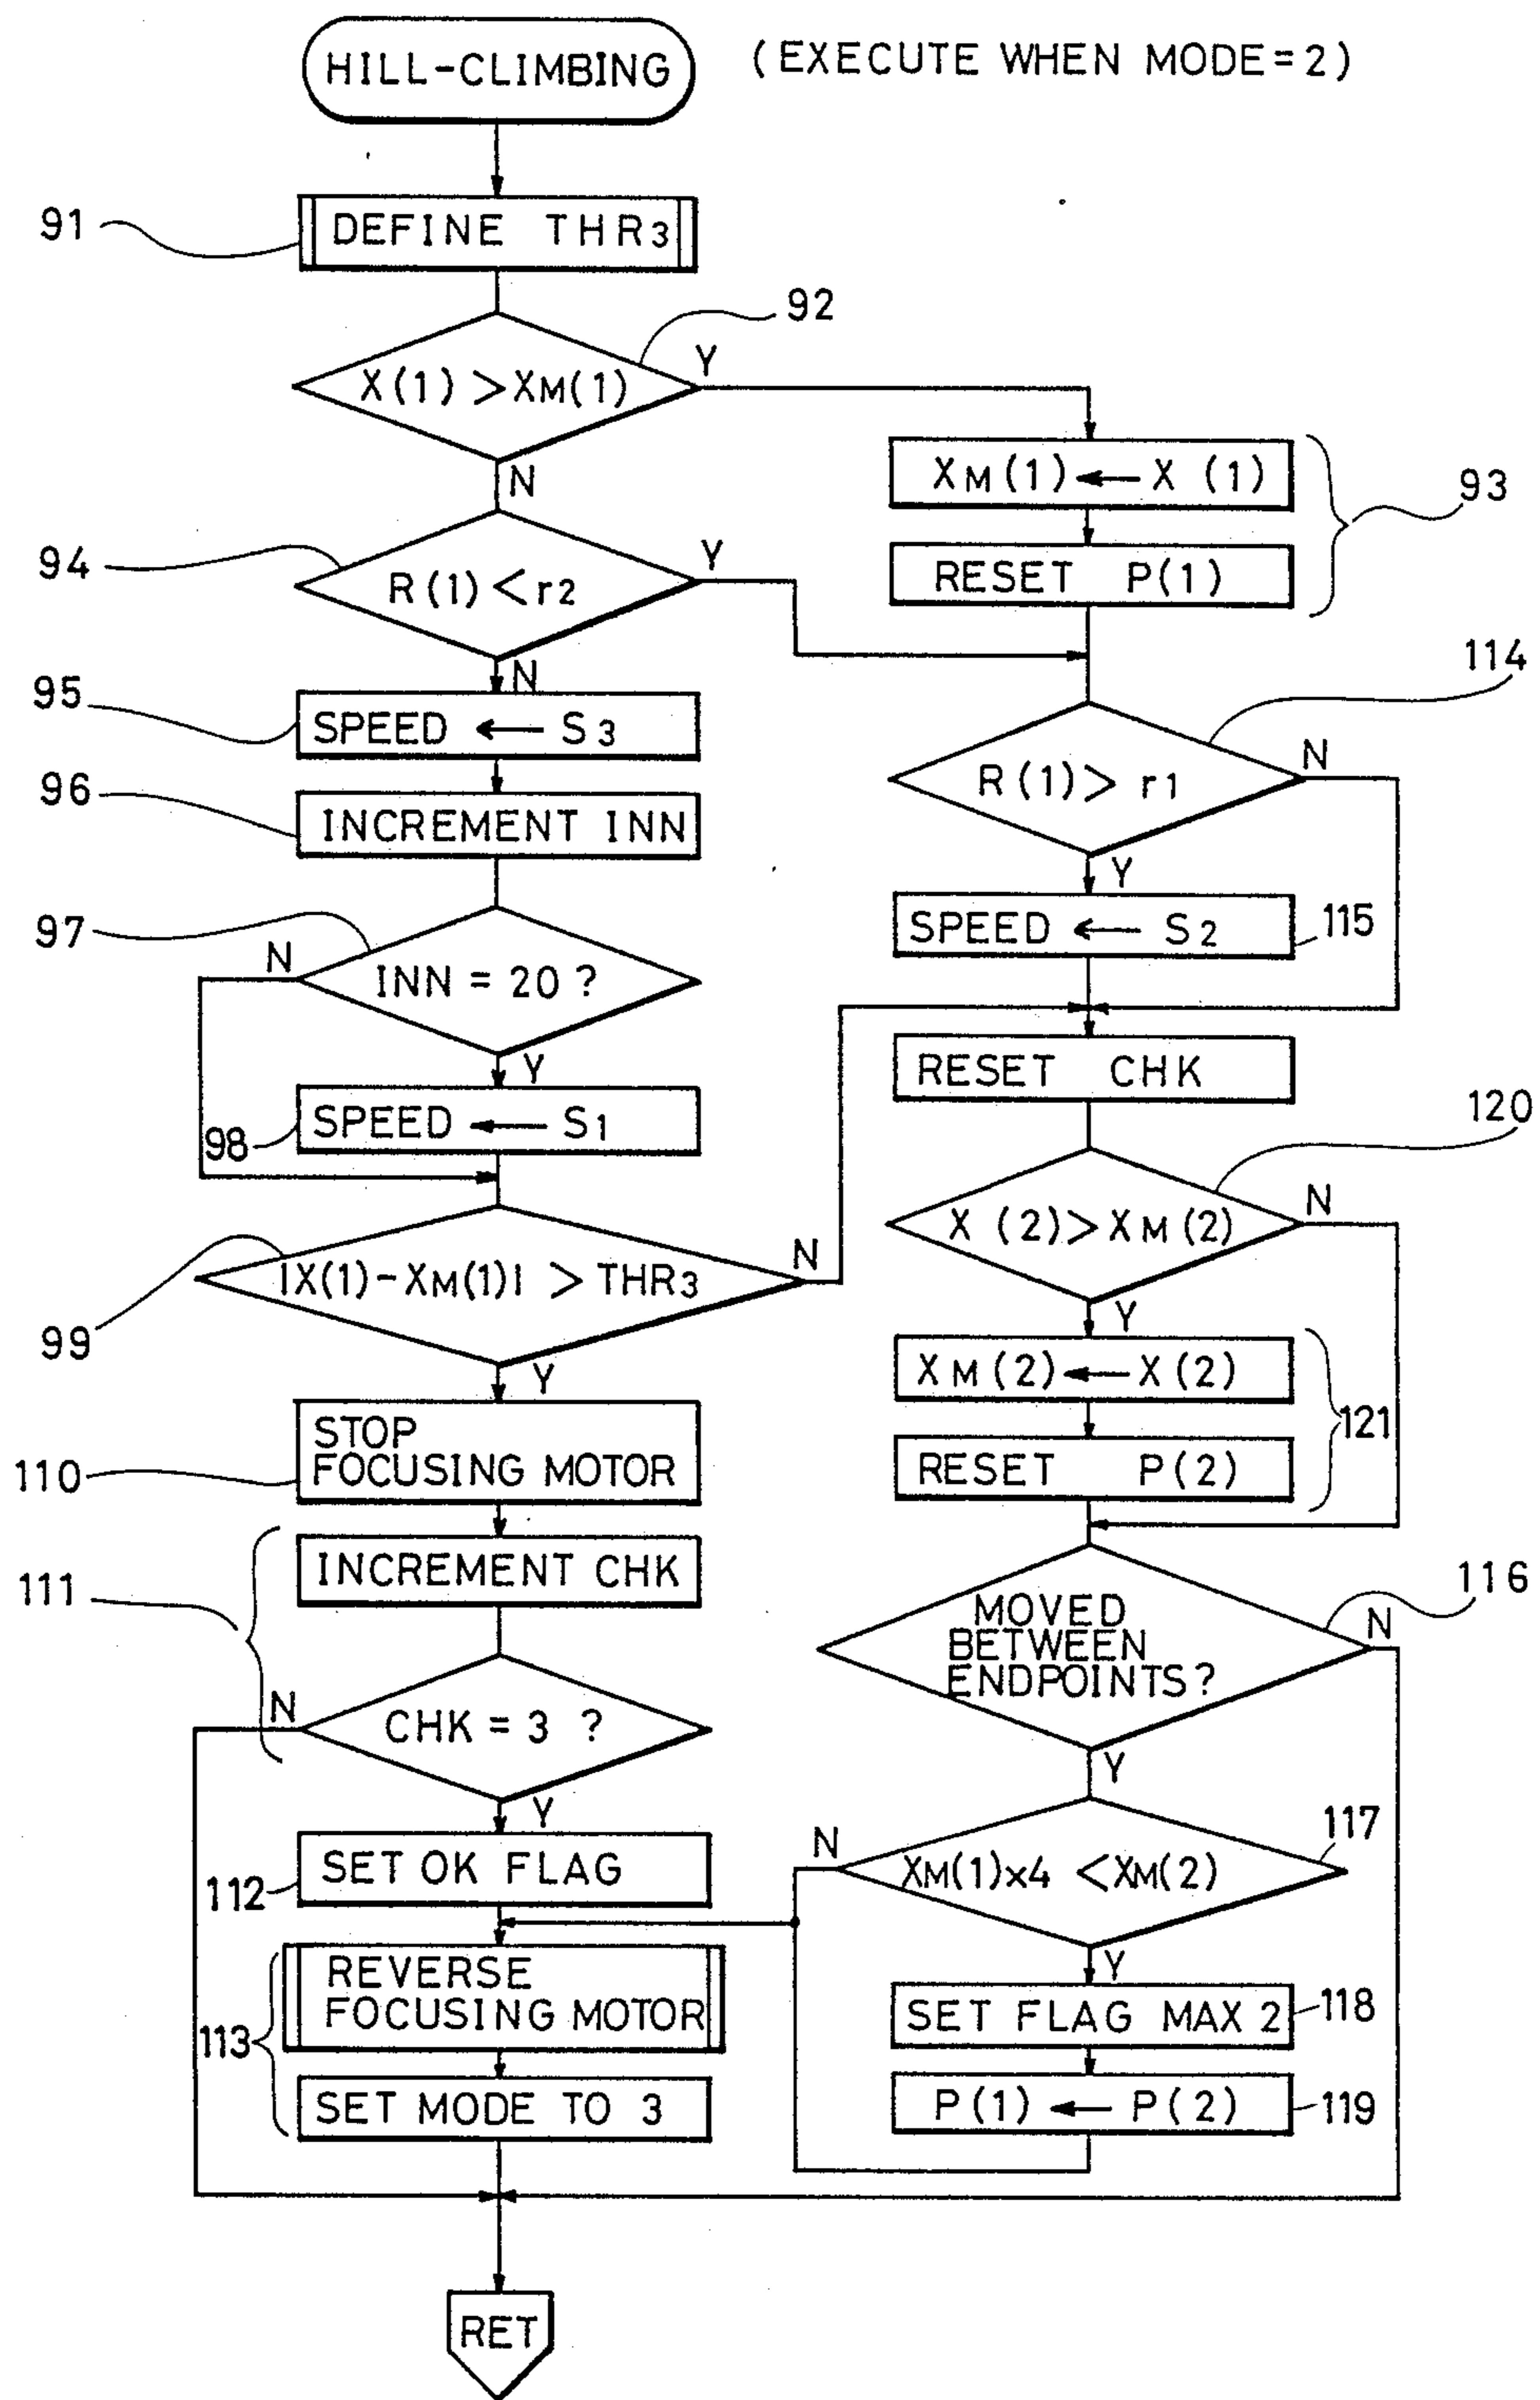 HILL-CLIMBING
(EXECUTE WHEN MODE=2)
91
DEFINE THR3
92
X(1) >XM(1)
Y
N
XM(1) ← X (1)
RESET P(1)
93
94
R(1) <r2
Y
N
95
SPEED ← S3
96
INCREMENT INN
97
INN = 20 ?
N
Y
98
SPEED ← S1
99
|X(1)-XM(1)| > THR3
N
Y
110
STOP
FOCUSING MOTOR
111
INCREMENT CHK
CHK = 3 ?
N
Y
112
SET OK FLAG
113
REVERSE
FOCUSING MOTOR
SET MODE TO 3
RET
114
R(1)> r1
N
Y
SPEED ← S2
115
RESET CHK
120
X (2)> XM(2)
N
Y
XM(2) ← X(2)
RESET P(2)
121
116
MOVED
BETWEEN
ENDPOINTS?
N
Y
117
XM(1)x4 <XM(2)
N
Y
SET FLAG MAX 2
118
P(1) ← P(2)
119